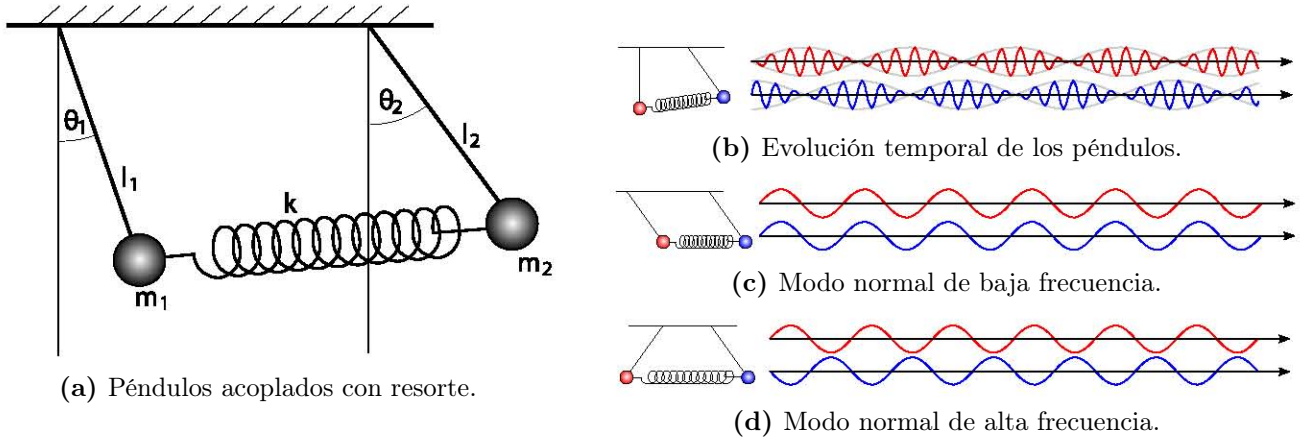 θ₁
l₁
θ₂
l₂
k
m₁
m₂
(a) Péndulos acoplados con resorte.
(b) Evolución temporal de los péndulos.
(c) Modo normal de baja frecuencia.
(d) Modo normal de alta frecuencia.